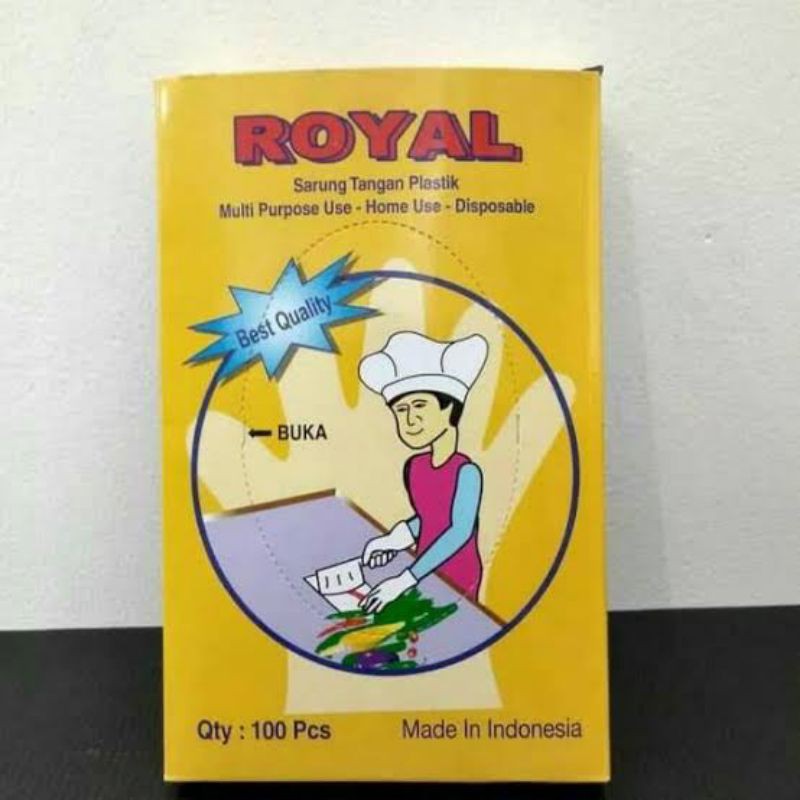 ROYAL
Sarung Tangan Plastik
Multi Purpose Use - Home Use - Disposable
Best Quality
BUKA
Qty : 100 Pcs
Made In Indonesia